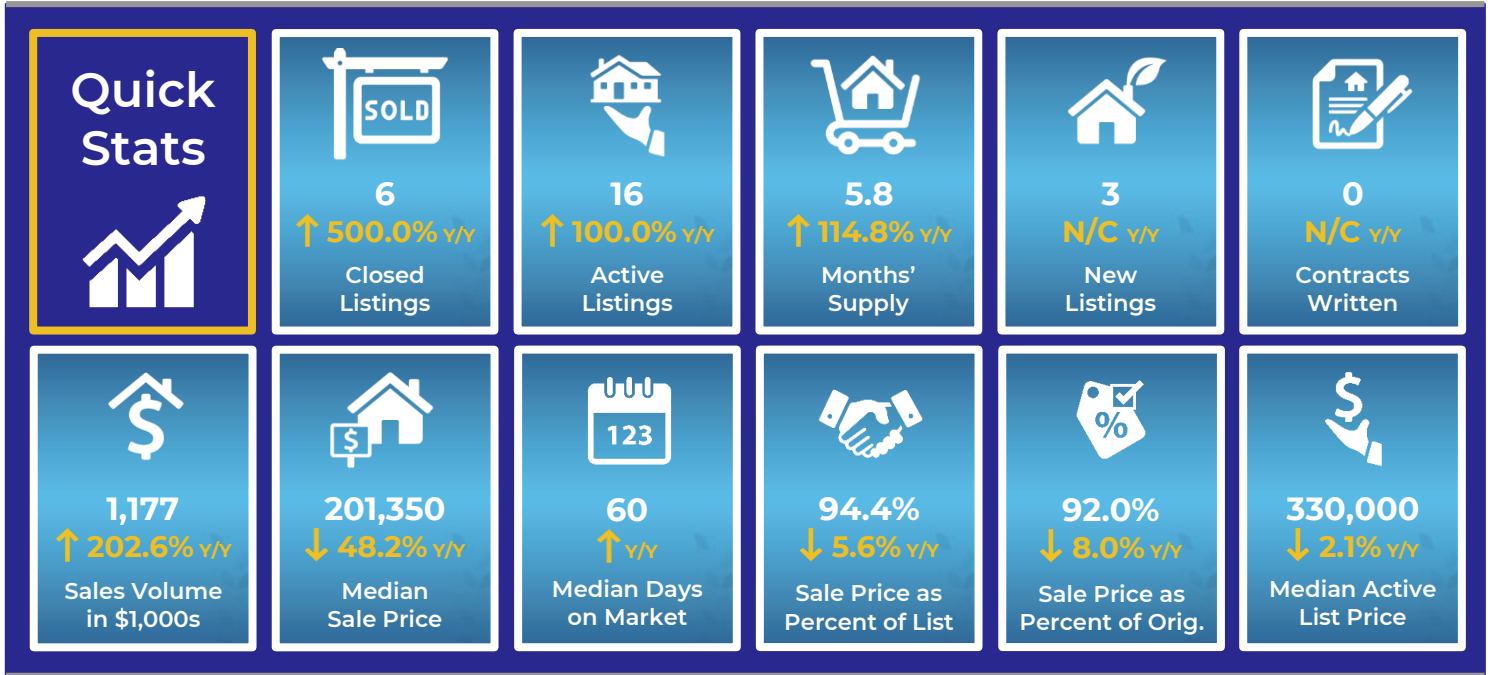 Quick
Stats
SOLD
6
↑ 500.0% Y/Y
Closed
Listings
16
↑ 100.0% Y/Y
Active
Listings
5.8
↑ 114.8% Y/Y
Months’
Supply
3
N/C Y/Y
New
Listings
0
N/C Y/Y
Contracts
Written
$
1,177
↑ 202.6% Y/Y
Sales Volume
in $1,000s
$
201,350
↓ 48.2% Y/Y
Median
Sale Price
123
60
↑ Y/Y
Median Days
on Market
94.4%
↓ 5.6% Y/Y
Sale Price as
Percent of List
%
92.0%
↓ 8.0% Y/Y
Sale Price as
Percent of Orig.
$
330,000
↓ 2.1% Y/Y
Median Active
List Price